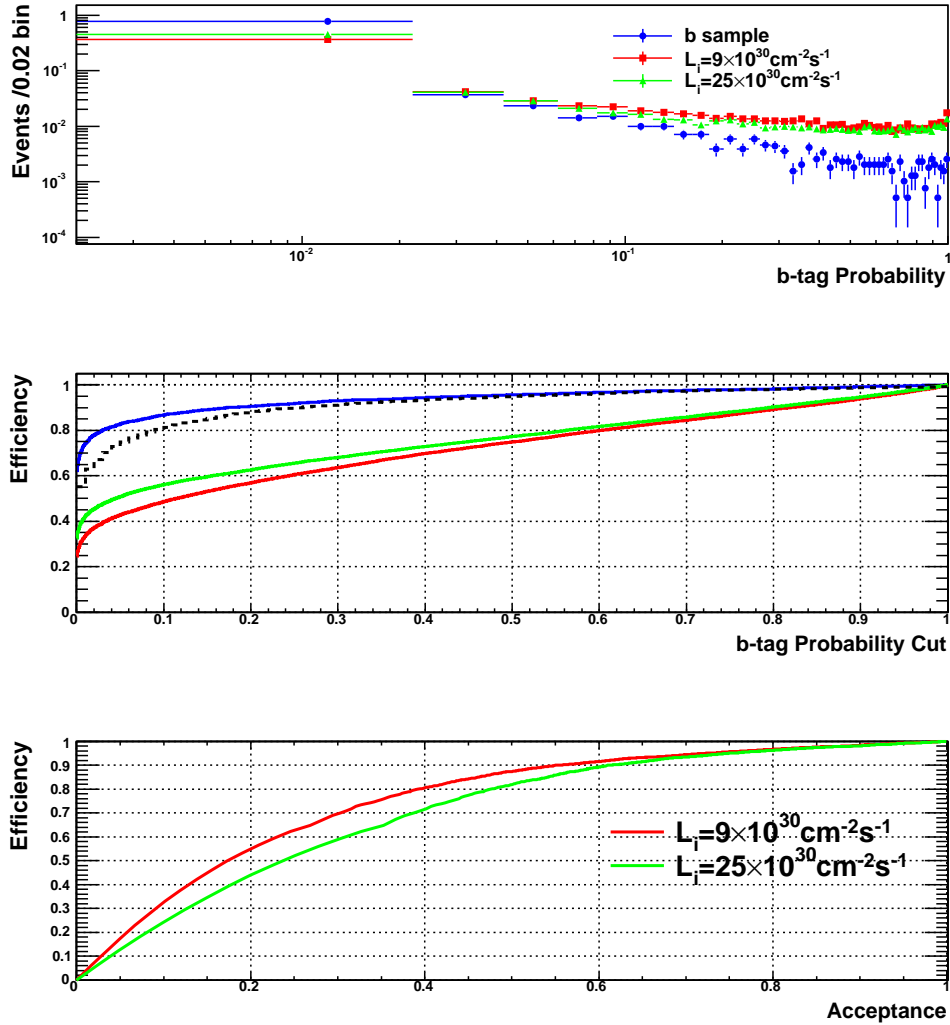 Events /0.02 bin
1
10⁻¹
10⁻²
10⁻³
10⁻⁴
b sample
Lᵢ=9×10³⁰cm⁻²s⁻¹
Lᵢ=25×10³⁰cm⁻²s⁻¹
10⁻² 10⁻¹ 1
b-tag Probability
Efficiency
1
0.8
0.6
0.4
0.2
0
0 0.1 0.2 0.3 0.4 0.5 0.6 0.7 0.8 0.9 1
b-tag Probability Cut
Efficiency
1
0.9
0.8
0.7
0.6
0.5
0.4
0.3
0.2
0.1
0
Lᵢ=9×10³⁰cm⁻²s⁻¹
Lᵢ=25×10³⁰cm⁻²s⁻¹
0 0.2 0.4 0.6 0.8 1
Acceptance